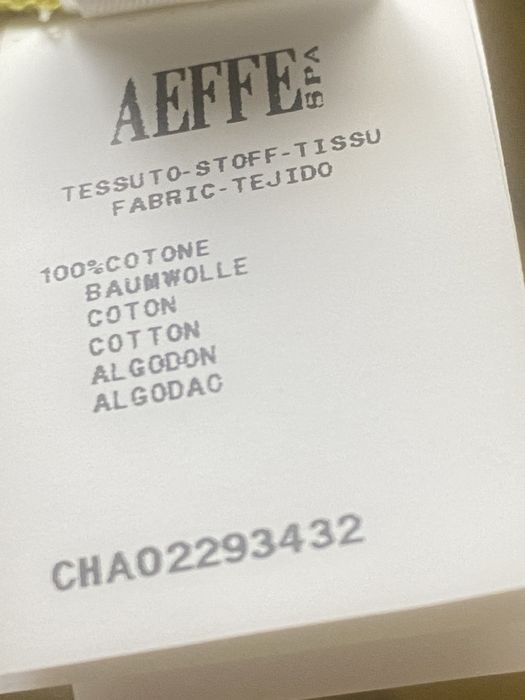 AEFFE SPA
TESSUTO-STOFF-TISSU
FABRIC-TEJIDO
100%COTONE
BAUMWOLLE
COTON
COTTON
ALGODON
ALGODAO
CHA02293432